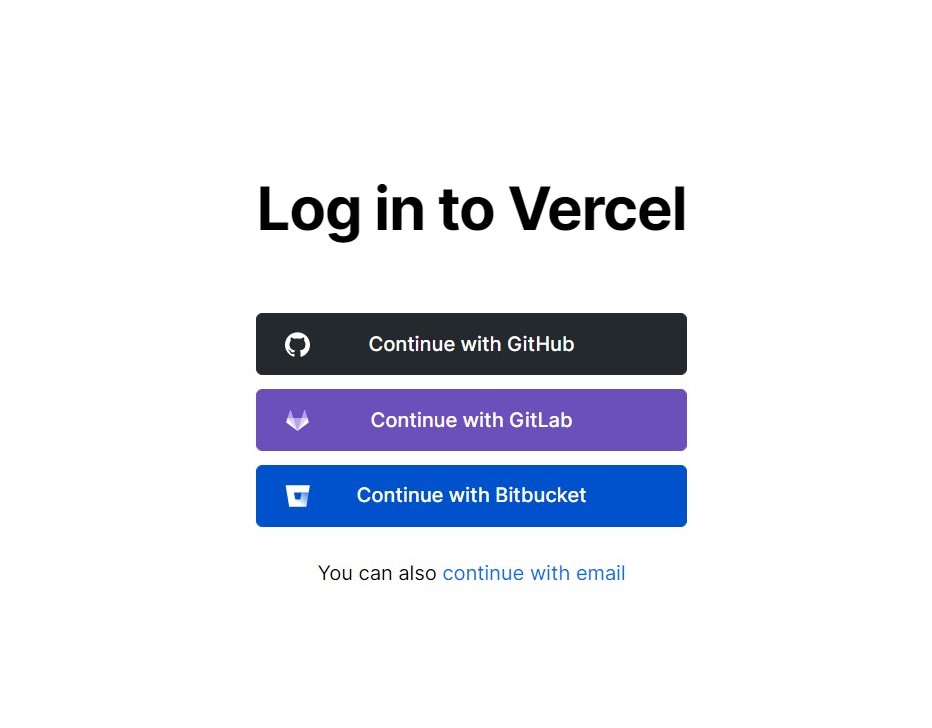 Log in to Vercel
Continue with GitHub
Continue with GitLab
Continue with Bitbucket
You can also continue with email